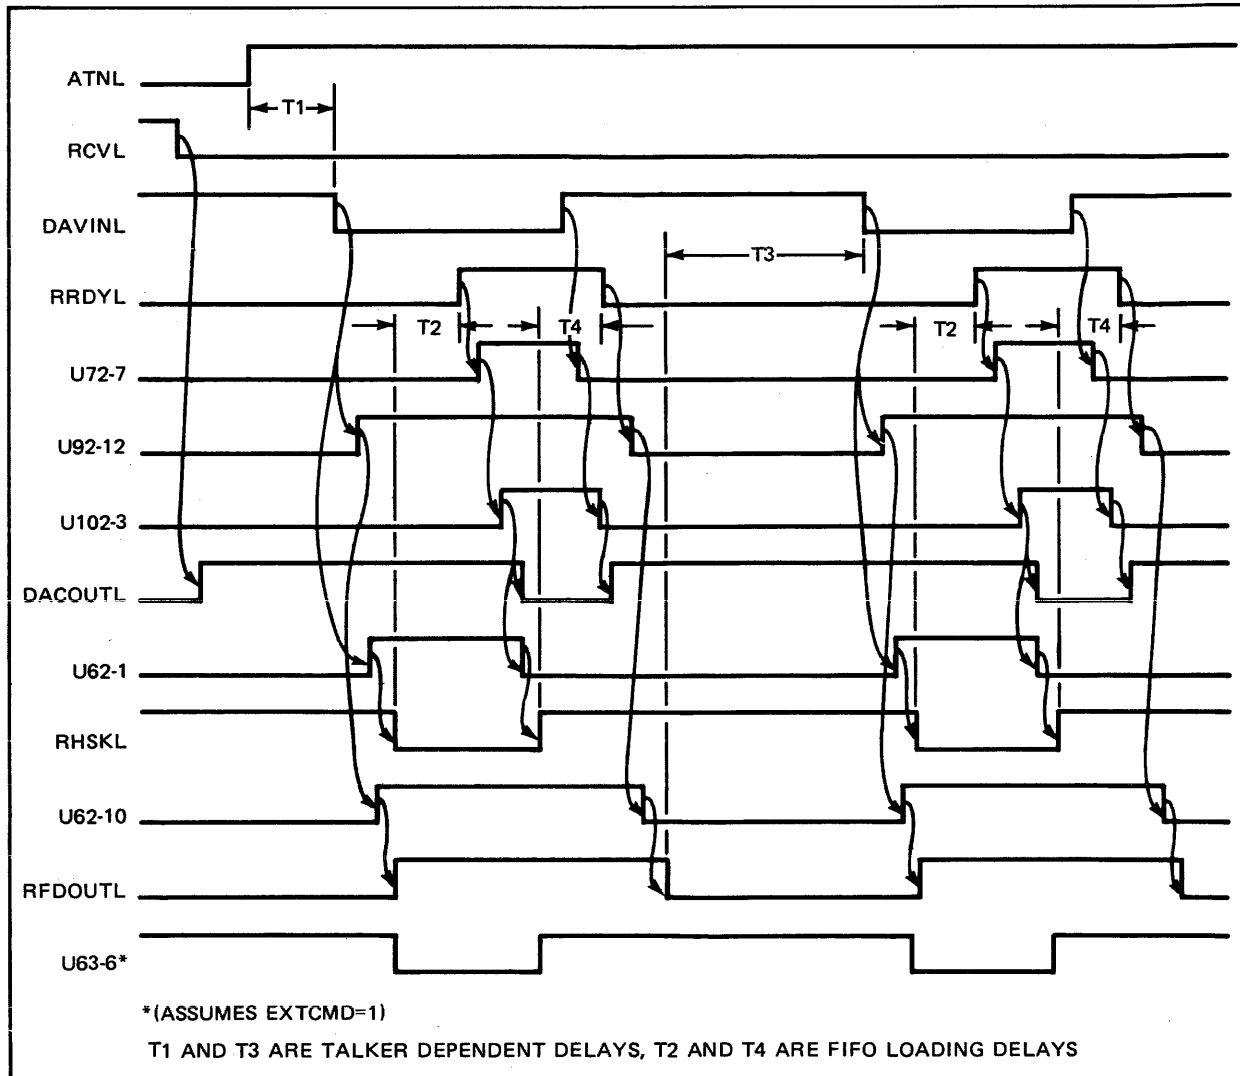 ATNL
T1
RCVL
DAVINL
T3
RRDYL
T2 T4 T2 T4
U72-7
U92-12
U102-3
DACOUTL
U62-1
RHSKL
U62-10
RFDOUTL
U63-6*
*(ASSUMES EXTCMD=1)
T1 AND T3 ARE TALKER DEPENDENT DELAYS, T2 AND T4 ARE FIFO LOADING DELAYS